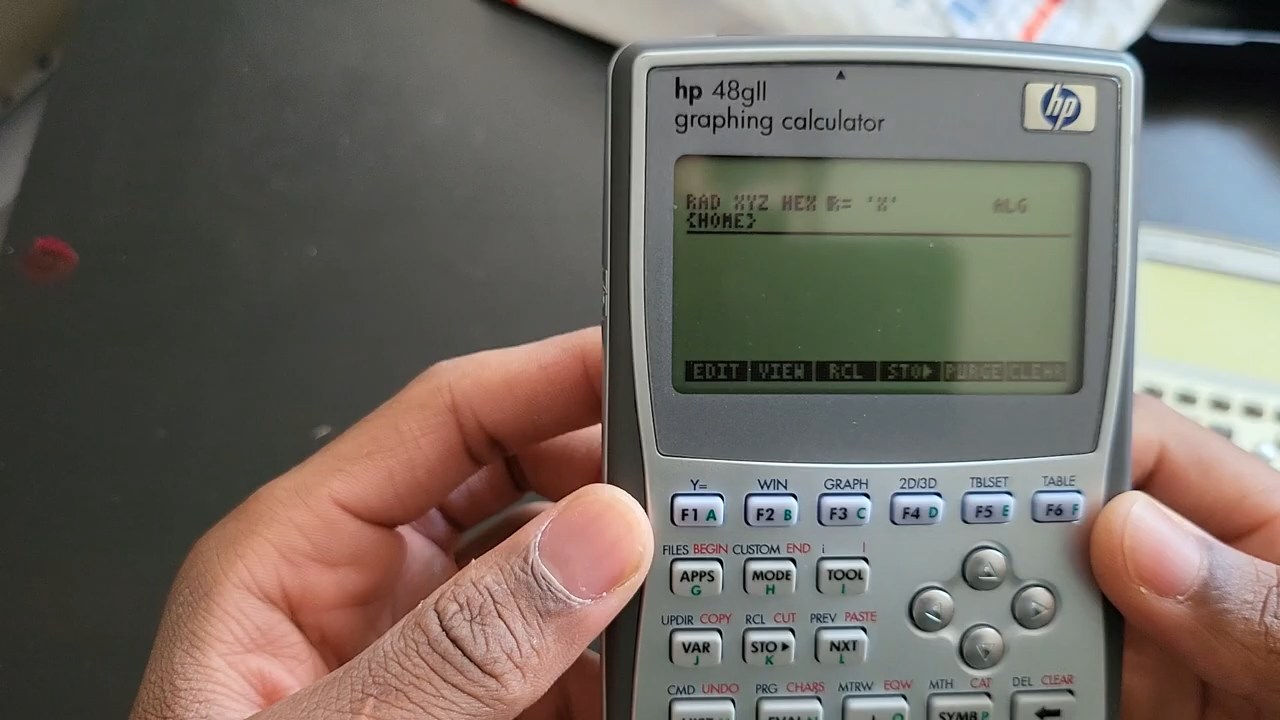 hp 48gII
graphing calculator
hp
RAD XYZ HEX R= 'X' ALG
{HOME}
EDIT VIEW RCL STO▶ PURGE CLEAR
Y= WIN GRAPH 2D/3D TBLSET TABLE
F1 A F2 B F3 C F4 D F5 E F6 F
FILES BEGIN CUSTOM END i |
APPS MODE TOOL
G H I
UPDIR COPY RCL CUT PREV PASTE
VAR STO▶ NXT
J K L
CMD UNDO PRG CHARS MTRW EQW MTH CAT DEL CLEAR
SYMB P